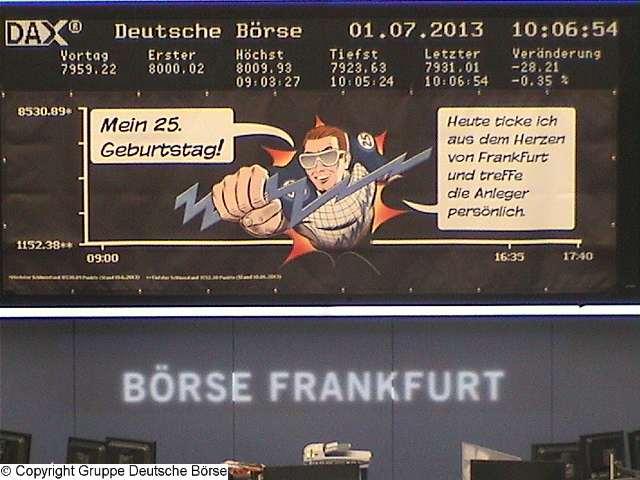 DAX® Deutsche Börse 01.07.2013 10:06:54
Vortag Erster Höchst Tiefst Letzter Veränderung
7959.22 8000.02 8009.93 7923.63 7931.01 -28.21
09:03:27 10:05:24 10:06:54 -0.35 %
8530.89*
Mein 25.
Geburtstag!
25
Heute ticke ich
aus dem Herzen
von Frankfurt
und treffe
die Anleger
persönlich.
1152.38**
09:00 16:35 17:40
BÖRSE FRANKFURT
© Copyright Gruppe Deutsche Börse